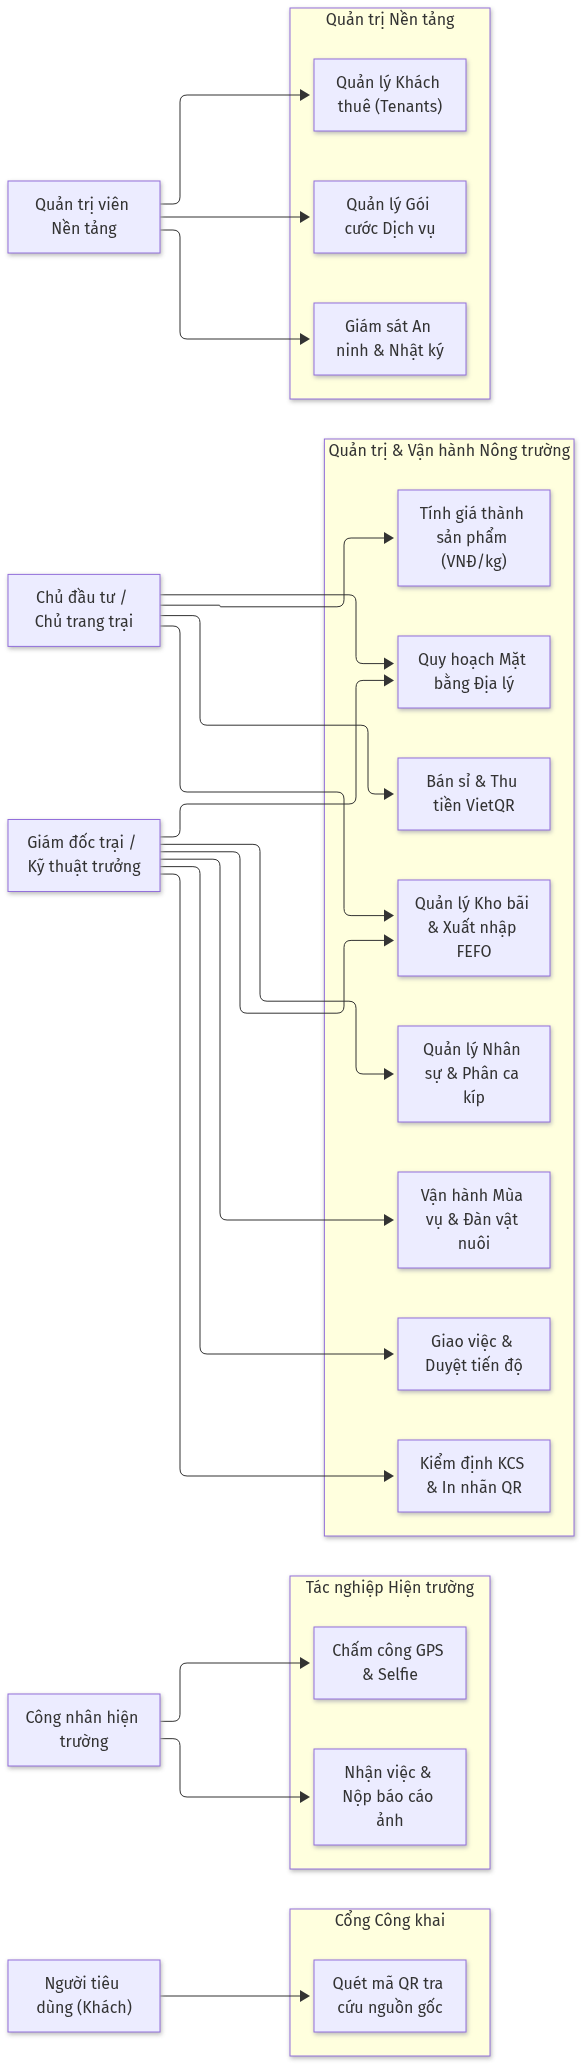 Quản trị Nền tảng
Quản lý Khách
thuê (Tenants)
Quản trị viên
Nền tảng
Quản lý Gói
cước Dịch vụ
Giám sát An
ninh & Nhật ký
Quản trị & Vận hành Nông trường
Tính giá thành
sản phẩm
(VNĐ/kg)
Chủ đầu tư /
Chủ trang trại
Quy hoạch Mặt
bằng Địa lý
Bán sỉ & Thu
tiền VietQR
Giám đốc trại /
Kỹ thuật trưởng
Quản lý Kho bãi
& Xuất nhập
FEFO
Quản lý Nhân
sự & Phân ca
kíp
Vận hành Mùa
vụ & Đàn vật
nuôi
Giao việc &
Duyệt tiến độ
Kiểm định KCS
& In nhãn QR
Tác nghiệp Hiện trường
Chấm công GPS
& Selfie
Công nhân hiện
trường
Nhận việc &
Nộp báo cáo
ảnh
Cổng Công khai
Người tiêu
dùng (Khách)
Quét mã QR tra
cứu nguồn gốc